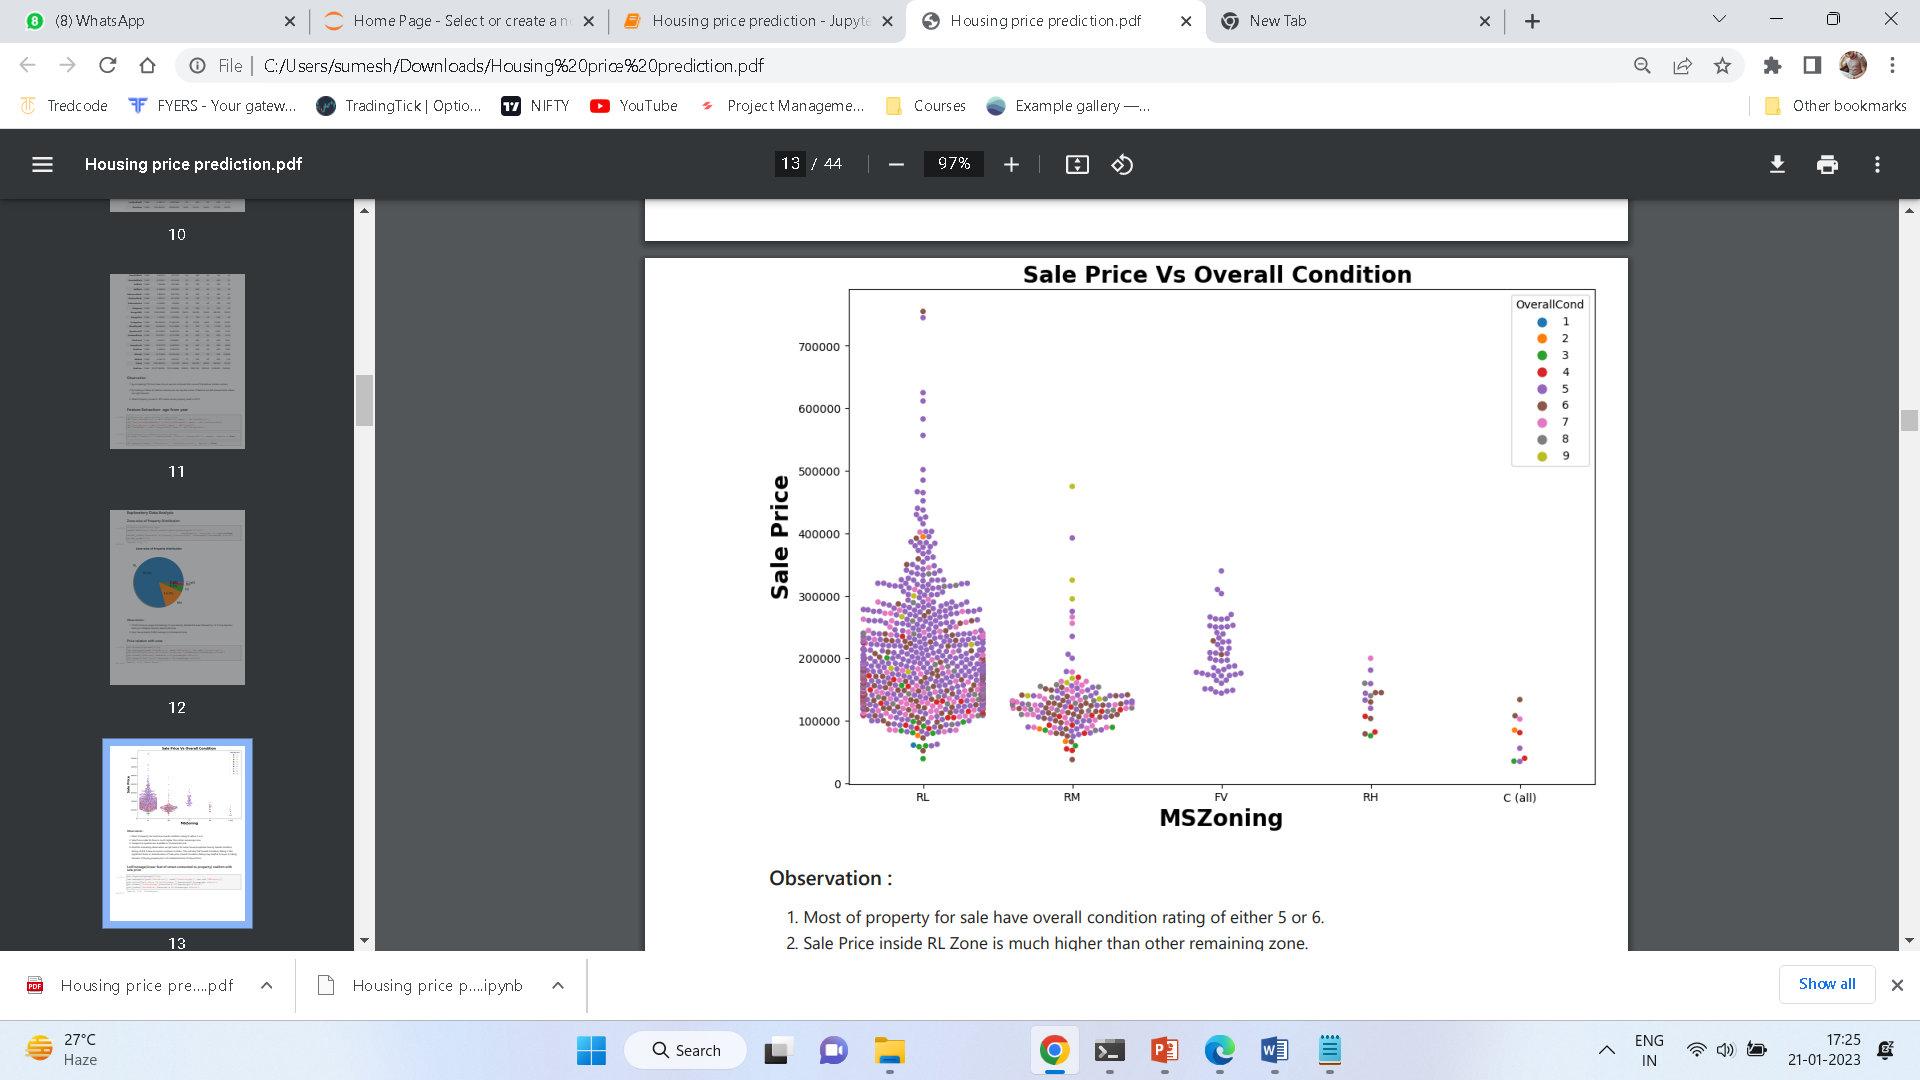 (8) WhatsApp
Home Page - Select or create a n
Housing price prediction - Jupyte
Housing price prediction.pdf
New Tab
File
C:/Users/sumesh/Downloads/Housing%20price%20prediction.pdf
Tredcode
FYERS - Your gatew...
TradingTick | Optio...
NIFTY
YouTube
Project Manageme...
Courses
Example gallery —...
Other bookmarks
Housing price prediction.pdf
13 / 44
97%
10
11
12
13
Sale Price Vs Overall Condition
OverallCond
1
2
3
4
5
6
7
8
9
Sale Price
700000
600000
500000
400000
300000
200000
100000
0
RL RM FV RH C (all)
MSZoning
Observation :
1. Most of property for sale have overall condition rating of either 5 or 6.
2. Sale Price inside RL Zone is much higher than other remaining zone.
Housing price pre....pdf
Housing price p....ipynb
Show all
27°C
Haze
Search
ENG
IN
17:25
21-01-2023